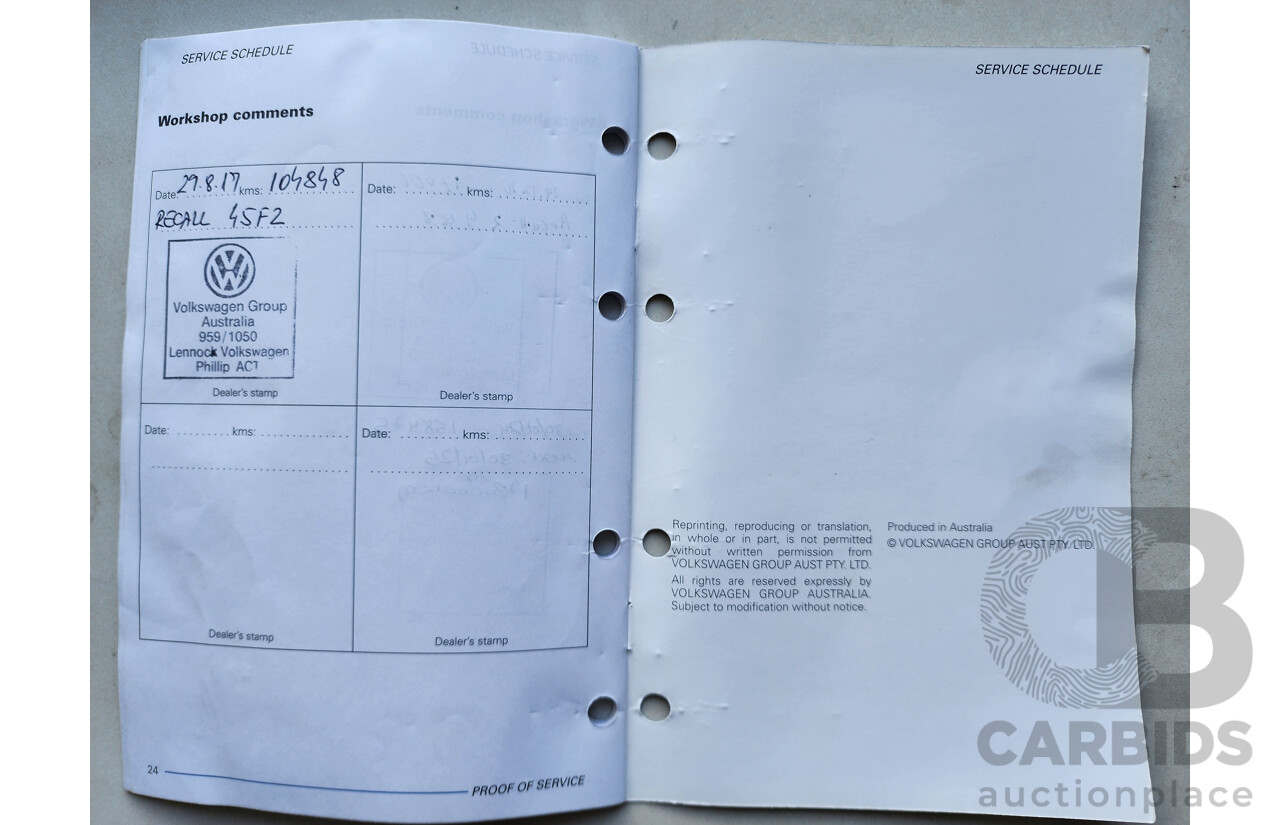 SERVICE SCHEDULE
Workshop comments
Date: 29.8.17 kms: 104848
RECALL 45F2
Volkswagen Group
Australia
959/1050
Lennock Volkswagen
Phillip ACT
Dealer's stamp
Date: ......... kms: ...............
Dealer's stamp
Date: ......... kms: ...............
Dealer's stamp
Date: ......... kms: ...............
Dealer's stamp
24
PROOF OF SERVICE
SERVICE SCHEDULE
Reprinting, reproducing or translation,
in whole or in part, is not permitted
without written permission from
VOLKSWAGEN GROUP AUST PTY. LTD.
All rights are reserved expressly by
VOLKSWAGEN GROUP AUSTRALIA.
Subject to modification without notice.
Produced in Australia
© VOLKSWAGEN GROUP AUST PTY. LTD.
CARBIDS
auctionplace